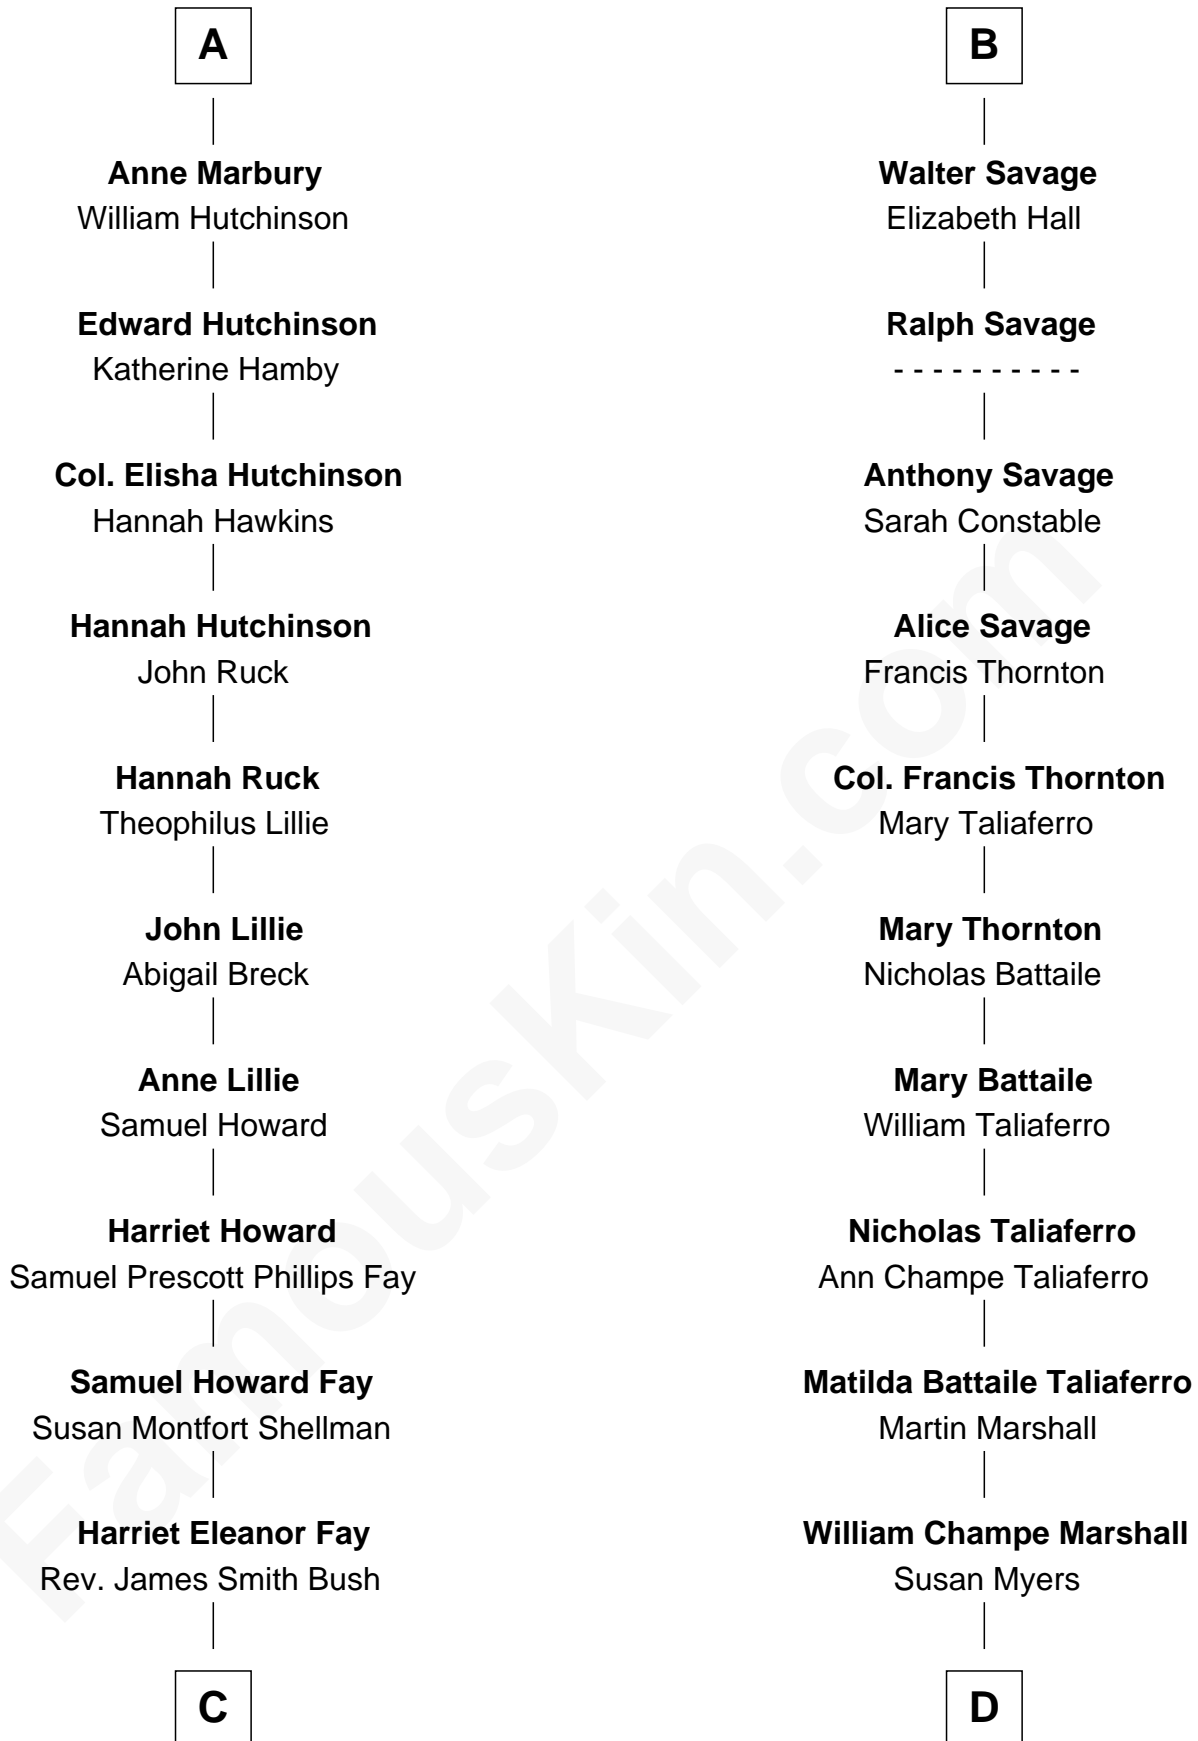 A
Anne Marbury
William Hutchinson
Edward Hutchinson
Katherine Hamby
Col. Elisha Hutchinson
Hannah Hawkins
Hannah Hutchinson
John Ruck
Hannah Ruck
Theophilus Lillie
John Lillie
Abigail Breck
Anne Lillie
Samuel Howard
Harriet Howard
Samuel Prescott Phillips Fay
Samuel Howard Fay
Susan Montfort Shellman
Harriet Eleanor Fay
Rev. James Smith Bush
C
B
Walter Savage
Elizabeth Hall
Ralph Savage
- - - - - - - - - -
Anthony Savage
Sarah Constable
Alice Savage
Francis Thornton
Col. Francis Thornton
Mary Taliaferro
Mary Thornton
Nicholas Battaile
Mary Battaile
William Taliaferro
Nicholas Taliaferro
Ann Champe Taliaferro
Matilda Battaile Taliaferro
Martin Marshall
William Champe Marshall
Susan Myers
D
FamousKin.com